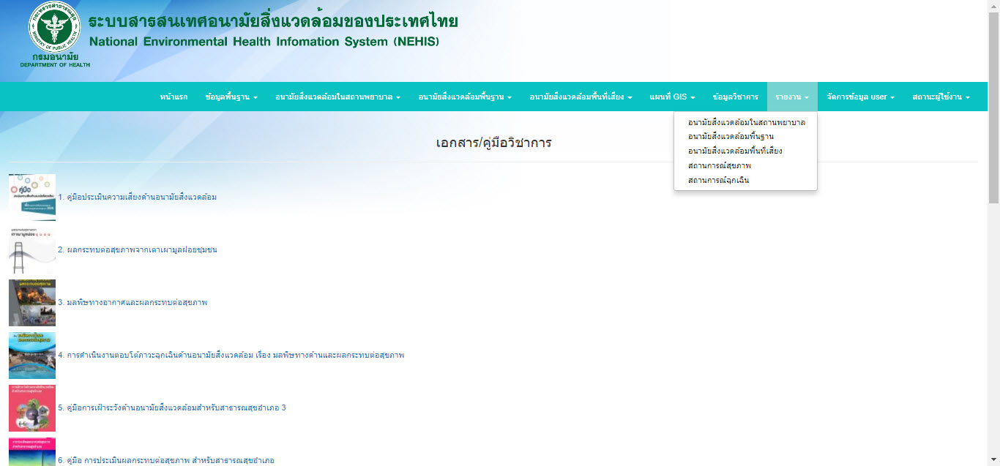 กระทรวงสาธารณสุข
MINISTRY OF PUBLIC HEALTH
กรมอนามัย
DEPARTMENT OF HEALTH
ระบบสารสนเทศอนามัยสิ่งแวดล้อมของประเทศไทย
National Environmental Health Infomation System (NEHIS)
หน้าแรก ข้อมูลพื้นฐาน อนามัยสิ่งแวดล้อมในสถานพยาบาล อนามัยสิ่งแวดล้อมพื้นฐาน อนามัยสิ่งแวดล้อมพื้นที่เสี่ยง แผนที่ GIS ข้อมูลวิชาการ รายงาน จัดการข้อมูล user สถานะผู้ใช้งาน
อนามัยสิ่งแวดล้อมในสถานพยาบาล
อนามัยสิ่งแวดล้อมพื้นฐาน
อนามัยสิ่งแวดล้อมพื้นที่เสี่ยง
สถานการณ์สุขภาพ
สถานการณ์ฉุกเฉิน
เอกสาร/คู่มือวิชาการ
คู่มือ
1. คู่มือประเมินความเสี่ยงด้านอนามัยสิ่งแวดล้อม
2. ผลกระทบต่อสุขภาพจากเตาเผามูลฝอยชุมชน
3. มลพิษทางอากาศและผลกระทบต่อสุขภาพ
4. การดำเนินงานตอบโต้ภาวะฉุกเฉินด้านอนามัยสิ่งแวดล้อม เรื่อง มลพิษทางด้านและผลกระทบต่อสุขภาพ
5. คู่มือการเฝ้าระวังด้านอนามัยสิ่งแวดล้อมสำหรับสาธารณสุขอำเภอ 3
6. คู่มือ การประเมินผลกระทบต่อสุขภาพ สำหรับสาธารณสุขอำเภอ